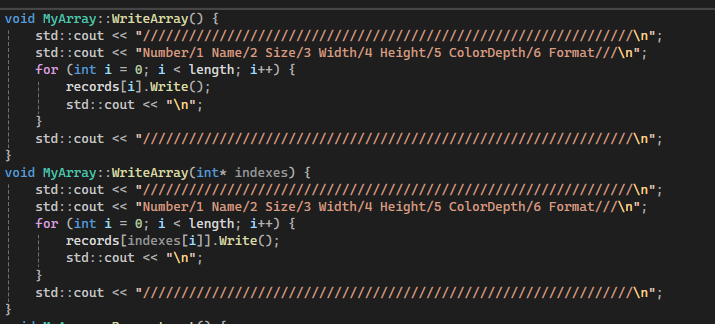 void MyArray::WriteArray() {
std::cout << "////////////////////////////////////////////////////////////////\n";
std::cout << "Number/1 Name/2 Size/3 Width/4 Height/5 ColorDepth/6 Format///\n";
for (int i = 0; i < length; i++) {
records[i].Write();
std::cout << "\n";
}
std::cout << "////////////////////////////////////////////////////////////////\n";
}
void MyArray::WriteArray(int* indexes) {
std::cout << "////////////////////////////////////////////////////////////////\n";
std::cout << "Number/1 Name/2 Size/3 Width/4 Height/5 ColorDepth/6 Format///\n";
for (int i = 0; i < length; i++) {
records[indexes[i]].Write();
std::cout << "\n";
}
std::cout << "////////////////////////////////////////////////////////////////\n";
}